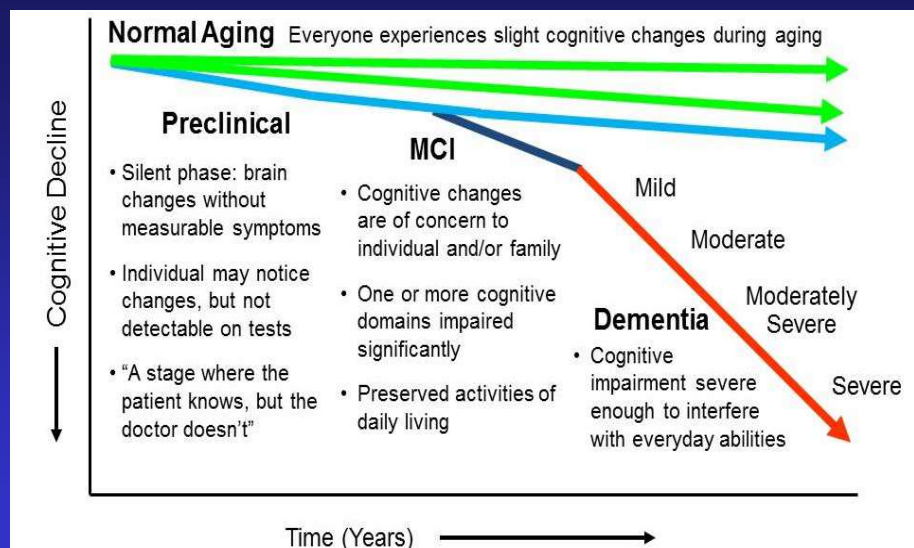 Normal Aging Everyone experiences slight cognitive changes during aging
Cognitive Decline
Preclinical
• Silent phase: brain
changes without
measurable symptoms
• Individual may notice
changes, but not
detectable on tests
• “A stage where the
patient knows, but the
doctor doesn’t”
MCI
• Cognitive changes
are of concern to
individual and/or family
• One or more cognitive
domains impaired
significantly
• Preserved activities of
daily living
Dementia
• Cognitive
impairment severe
enough to interfere
with everyday abilities
Mild
Moderate
Moderately
Severe
Severe
Time (Years)